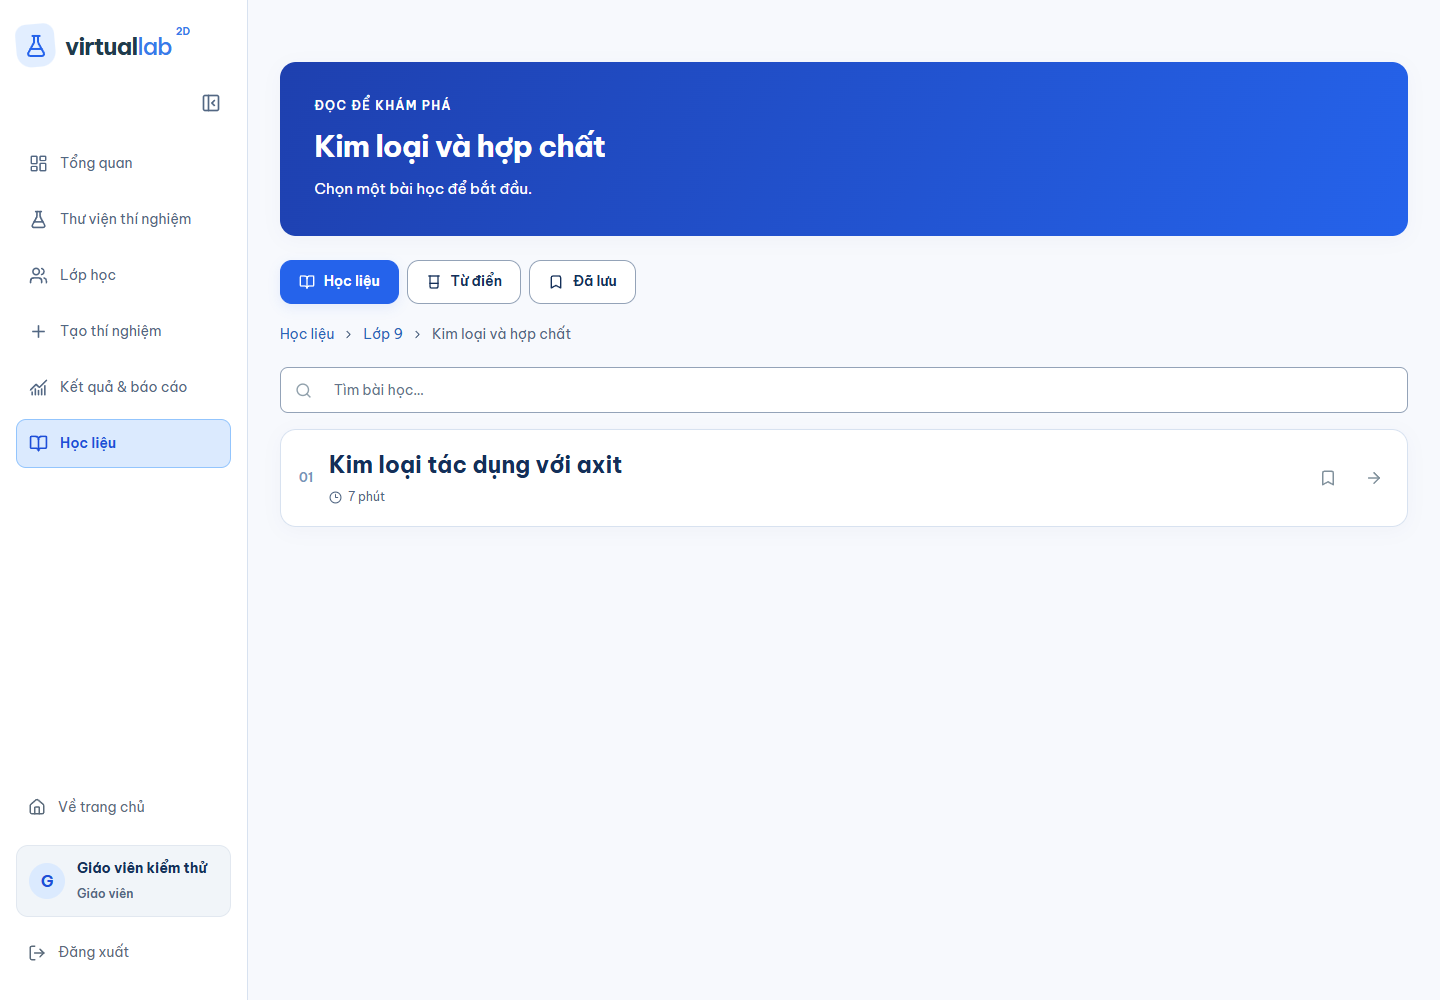 virtuallab 2D
Tổng quan
Thư viện thí nghiệm
Lớp học
Tạo thí nghiệm
Kết quả & báo cáo
Học liệu
Về trang chủ
G
Giáo viên kiểm thử
Giáo viên
Đăng xuất
ĐỌC ĐỂ KHÁM PHÁ
Kim loại và hợp chất
Chọn một bài học để bắt đầu.
Học liệu
Từ điển
Đã lưu
Học liệu > Lớp 9 > Kim loại và hợp chất
Tìm bài học...
01
Kim loại tác dụng với axit
7 phút